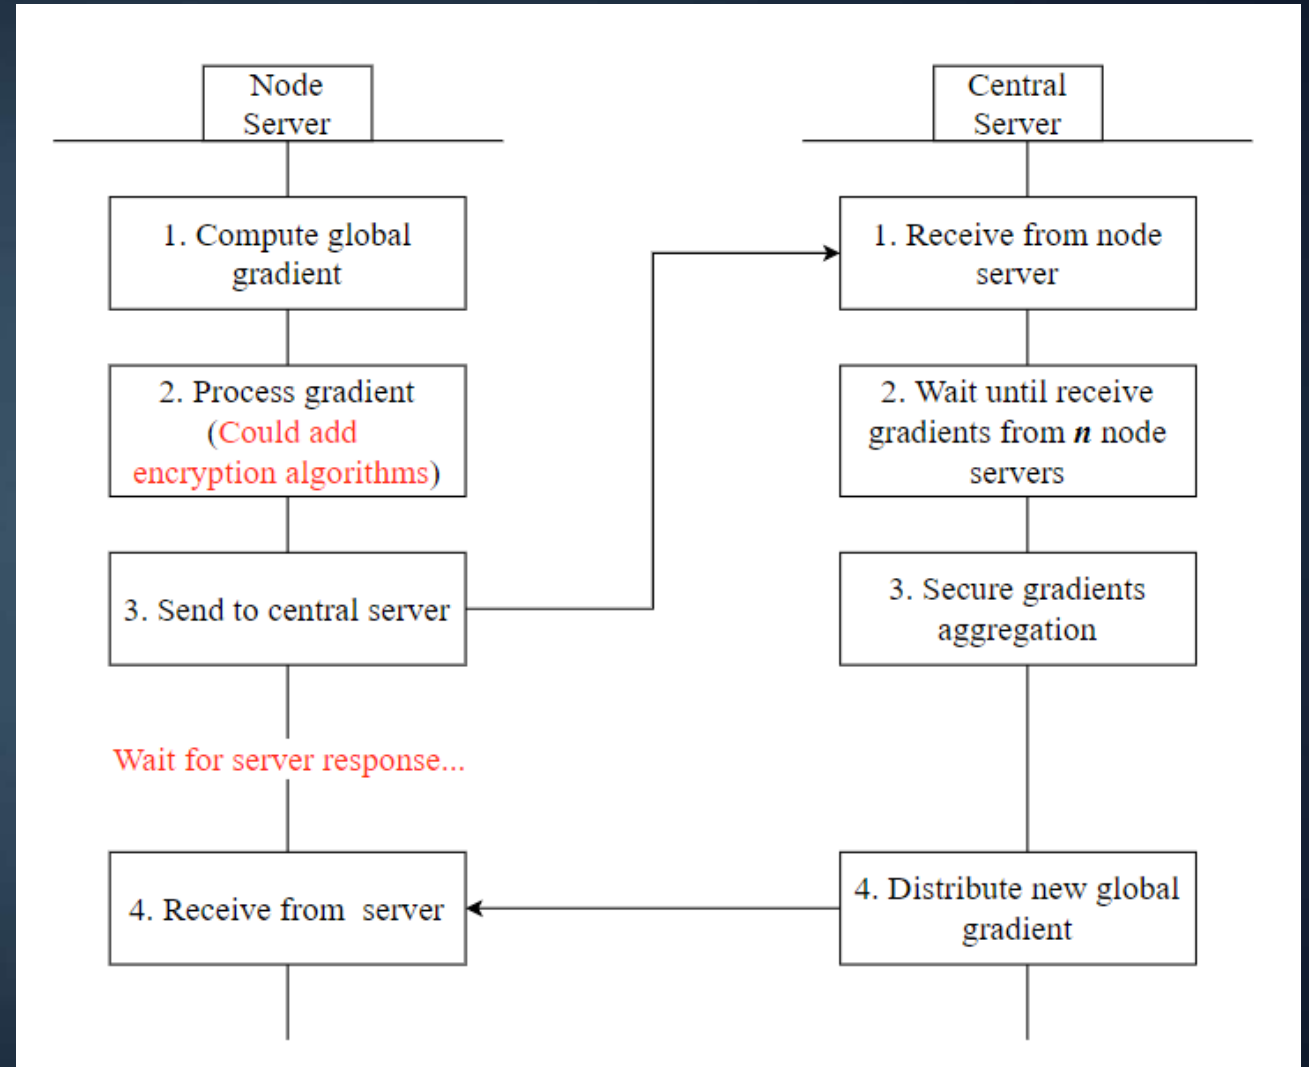 Node
Server
1. Compute global
gradient
2. Process gradient
(Could add
encryption algorithms)
3. Send to central server
Wait for server response...
4. Receive from  server
Central
Server
1. Receive from node
server
2. Wait until receive
gradients from n node
servers
3. Secure gradients
aggregation
4. Distribute new global
gradient